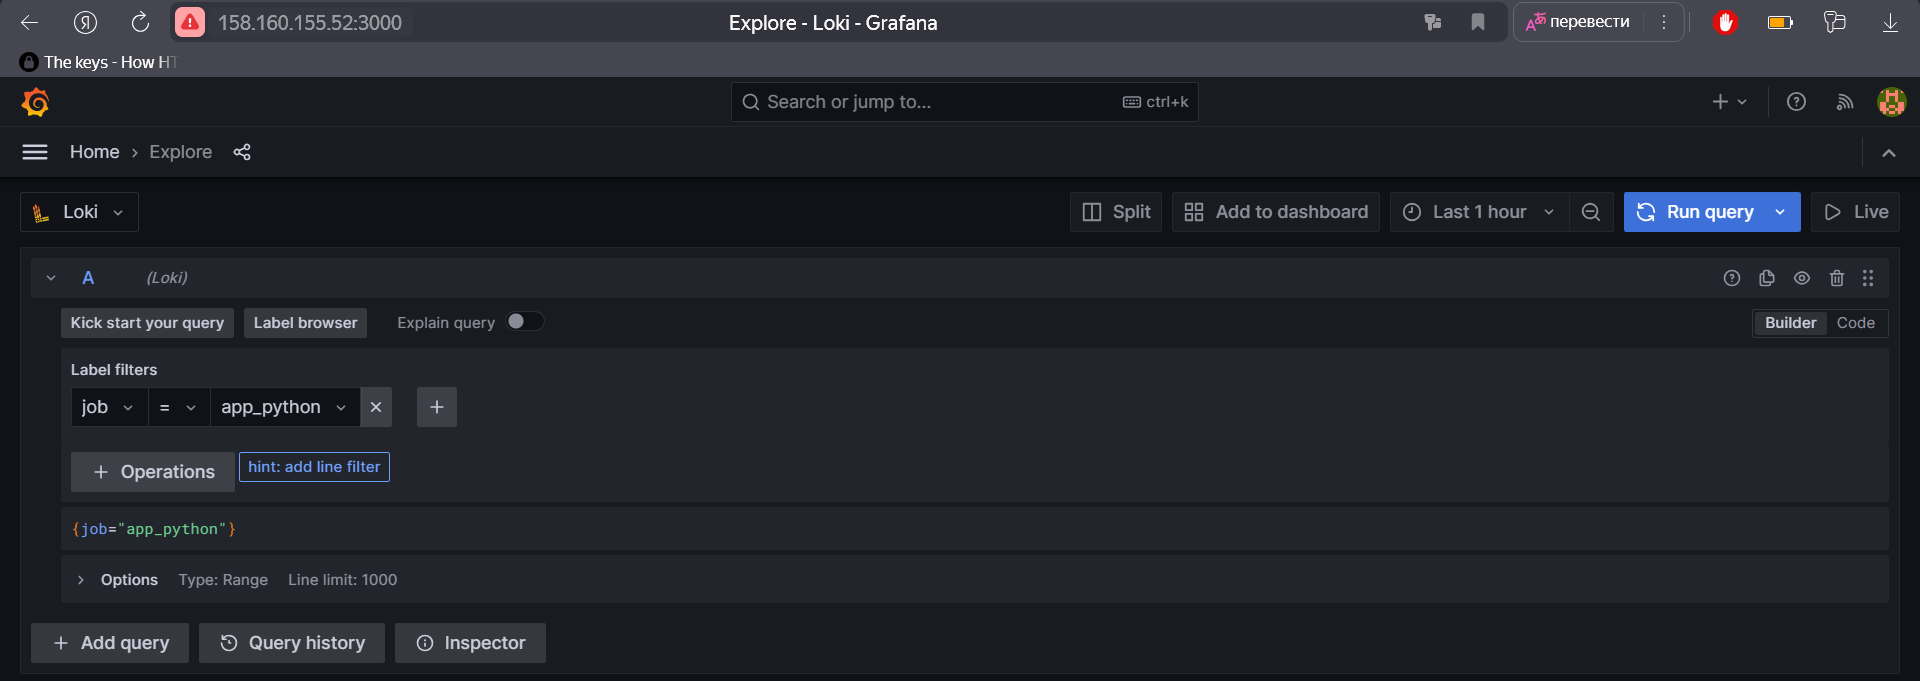 158.160.155.52:3000 Explore - Loki - Grafana перевести
The keys - How HT
Search or jump to... ctrl+k
Home › Explore
Loki Split Add to dashboard Last 1 hour Run query Live
A (Loki)
Kick start your query Label browser Explain query Builder Code
Label filters
job = app_python
+ Operations hint: add line filter
{job="app_python"}
Options Type: Range Line limit: 1000
+ Add query Query history Inspector